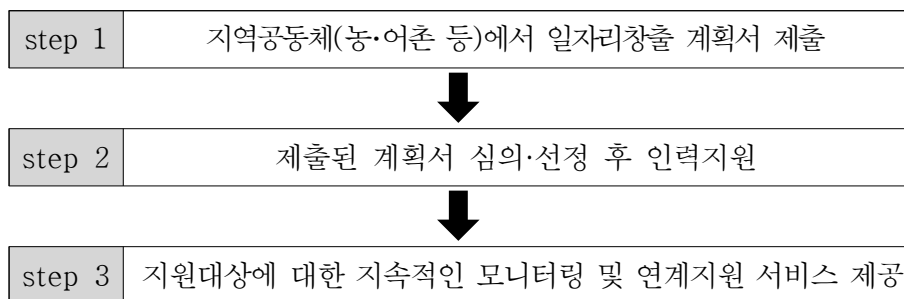 step 1 지역공동체(농·어촌 등)에서 일자리창출 계획서 제출
step 2 제출된 계획서 심의·선정 후 인력지원
step 3 지원대상에 대한 지속적인 모니터링 및 연계지원 서비스 제공